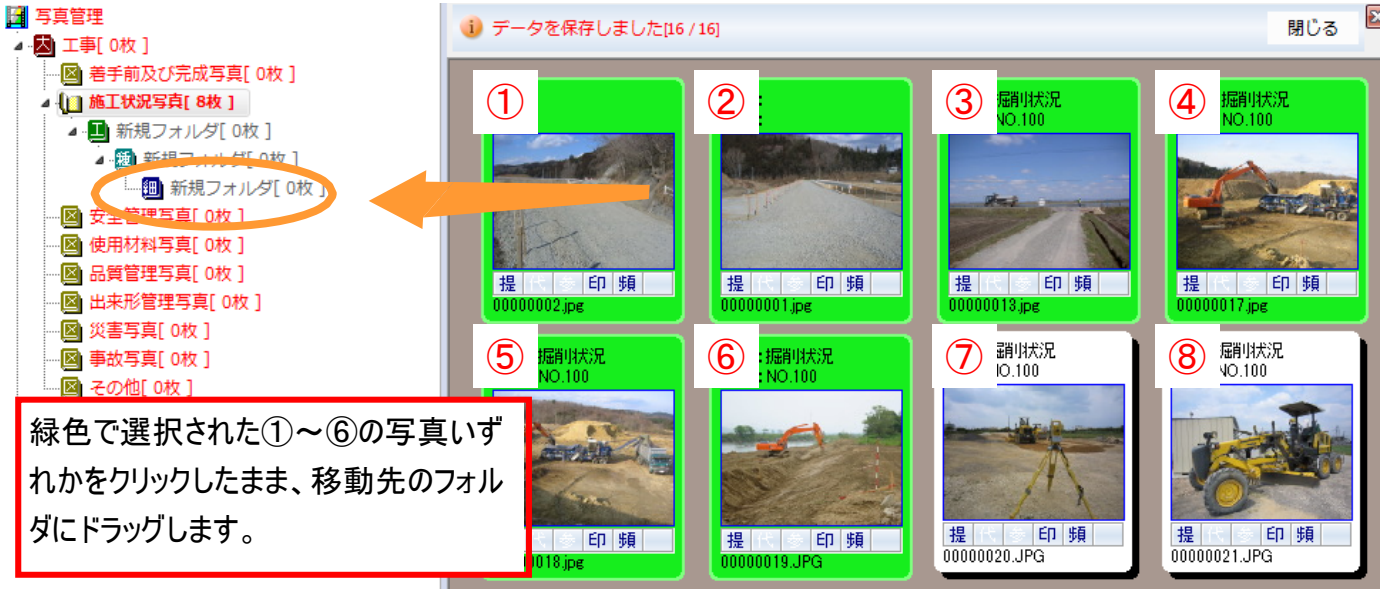 写真管理
工事[ 0枚 ]
着手前及び完成写真[ 0枚 ]
施工状況写真[ 8枚 ]
新規フォルダ[ 0枚 ]
新規フォルダ[ 0枚 ]
新規フォルダ[ 0枚 ]
安全管理写真[ 0枚 ]
使用材料写真[ 0枚 ]
品質管理写真[ 0枚 ]
出来形管理写真[ 0枚 ]
災害写真[ 0枚 ]
事故写真[ 0枚 ]
その他[ 0枚 ]
緑色で選択された①～⑥の写真いず
れかをクリックしたまま、移動先のフォル
ダにドラッグします。
データを保存しました[16 / 16]
閉じる
①
提 代 参 印 頻
00000002.jpg
②
提 代 参 印 頻
00000001.jpg
③ 掘削状況
NO.100
提 代 参 印 頻
00000013.jpg
④ 掘削状況
NO.100
提 代 参 印 頻
00000017.jpg
⑤ 掘削状況
NO.100
代 参 印 頻
0018.jpg
⑥ :掘削状況
: NO.100
提 代 参 印 頻
00000019.JPG
⑦ 掘削状況
NO.100
提 代 参 印 頻
00000020.JPG
⑧ 掘削状況
NO.100
提 代 参 印 頻
00000021.JPG